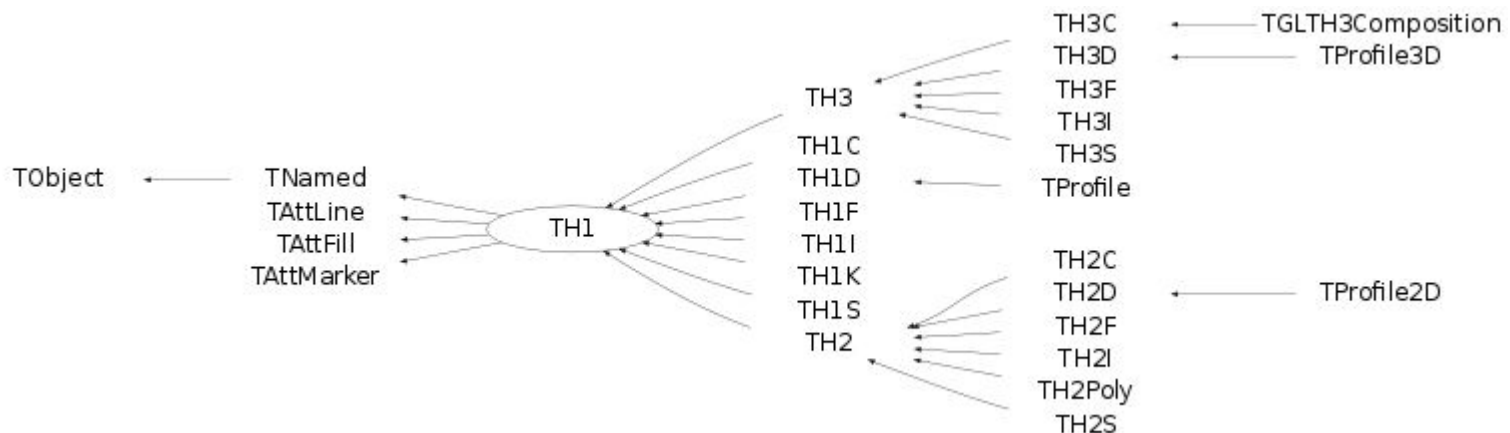 TObject
TNamed
TAttLine
TAttFill
TAttMarker
TH1
TH3
TH1C
TH1D
TH1F
TH1I
TH1K
TH1S
TH2
TH3C
TH3D
TH3F
TH3I
TH3S
TProfile
TH2C
TH2D
TH2F
TH2I
TH2Poly
TH2S
TGLTH3Composition
TProfile3D
TProfile2D